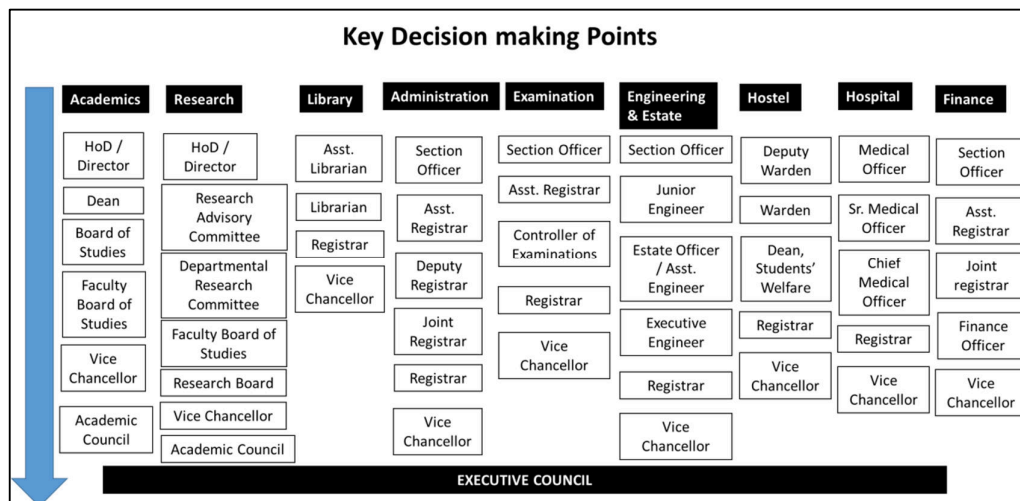 Key Decision making Points
Academics
HoD /
Director
Dean
Board of
Studies
Faculty
Board of
Studies
Vice
Chancellor
Academic
Council
Research
HoD /
Director
Research
Advisory
Committee
Departmental
Research
Committee
Faculty Board of
Studies
Research Board
Vice Chancellor
Academic Council
Library
Asst.
Librarian
Librarian
Registrar
Vice
Chancellor
Administration
Section
Officer
Asst.
Registrar
Deputy
Registrar
Joint
Registrar
Registrar
Vice
Chancellor
Examination
Section Officer
Asst. Registrar
Controller of
Examinations
Registrar
Vice
Chancellor
Engineering
& Estate
Section Officer
Junior
Engineer
Estate Officer
/ Asst.
Engineer
Executive
Engineer
Registrar
Vice
Chancellor
Hostel
Deputy
Warden
Warden
Dean,
Students’
Welfare
Registrar
Vice
Chancellor
Hospital
Medical
Officer
Sr. Medical
Officer
Chief
Medical
Officer
Registrar
Vice
Chancellor
Finance
Section
Officer
Asst.
Registrar
Joint
registrar
Finance
Officer
Vice
Chancellor
EXECUTIVE COUNCIL